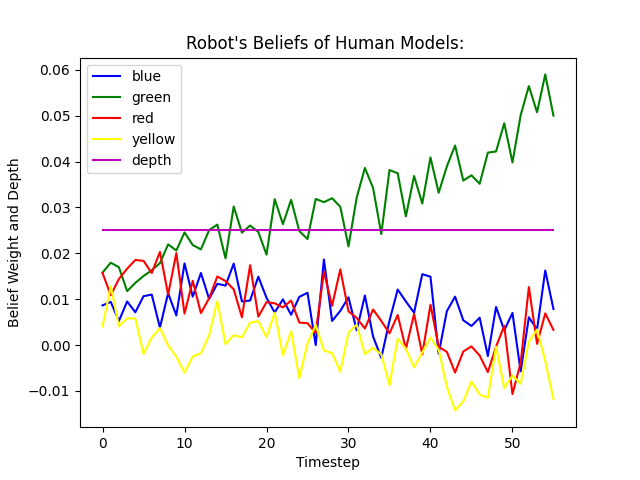 Robot's Beliefs of Human Models:
blue
green
red
yellow
depth
0.06
0.05
0.04
0.03
0.02
0.01
0.00
−0.01
Belief Weight and Depth
0 10 20 30 40 50
Timestep